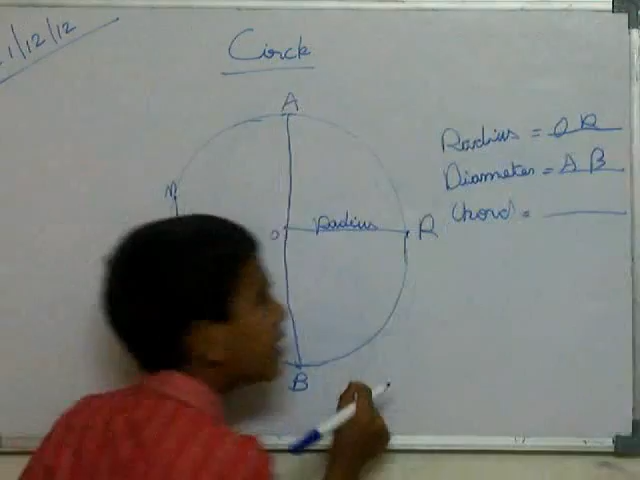 1/12/12
Circle
A
Radius = OR
Diameter = AB
Chord =
M
O
Radius
R
B